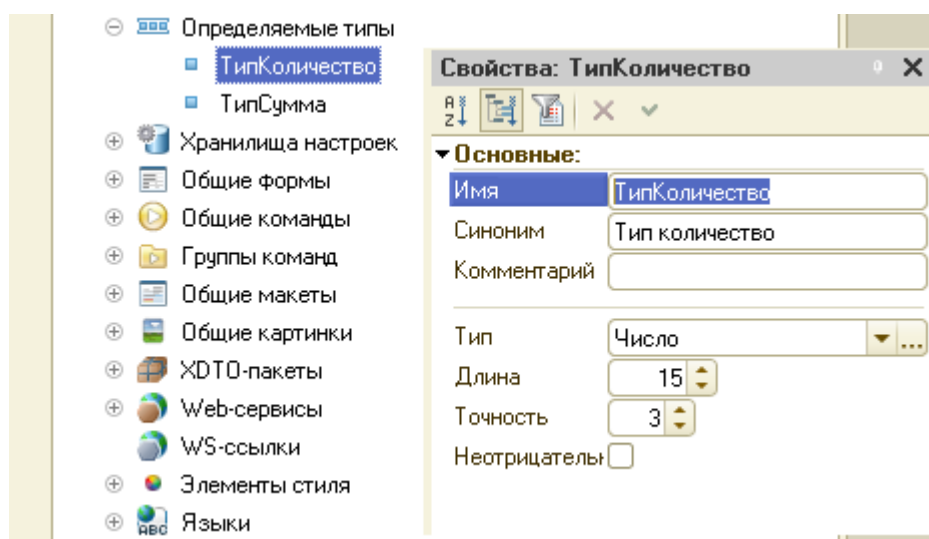 Определяемые типы
ТипКоличество
ТипСумма
Хранилища настроек
Общие формы
Общие команды
Группы команд
Общие макеты
Общие картинки
XDTO-пакеты
Web-сервисы
WS-ссылки
Элементы стиля
Языки
Свойства: ТипКоличество
Основные:
Имя ТипКоличество
Синоним Тип количество
Комментарий
Тип Число ...
Длина 15
Точность 3
Неотрицательн